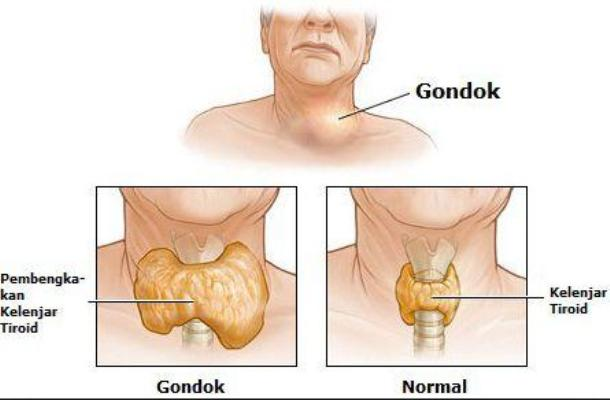 Gondok
Pembengka-
kan
Kelenjar
Tiroid
Kelenjar
Tiroid
Gondok
Normal